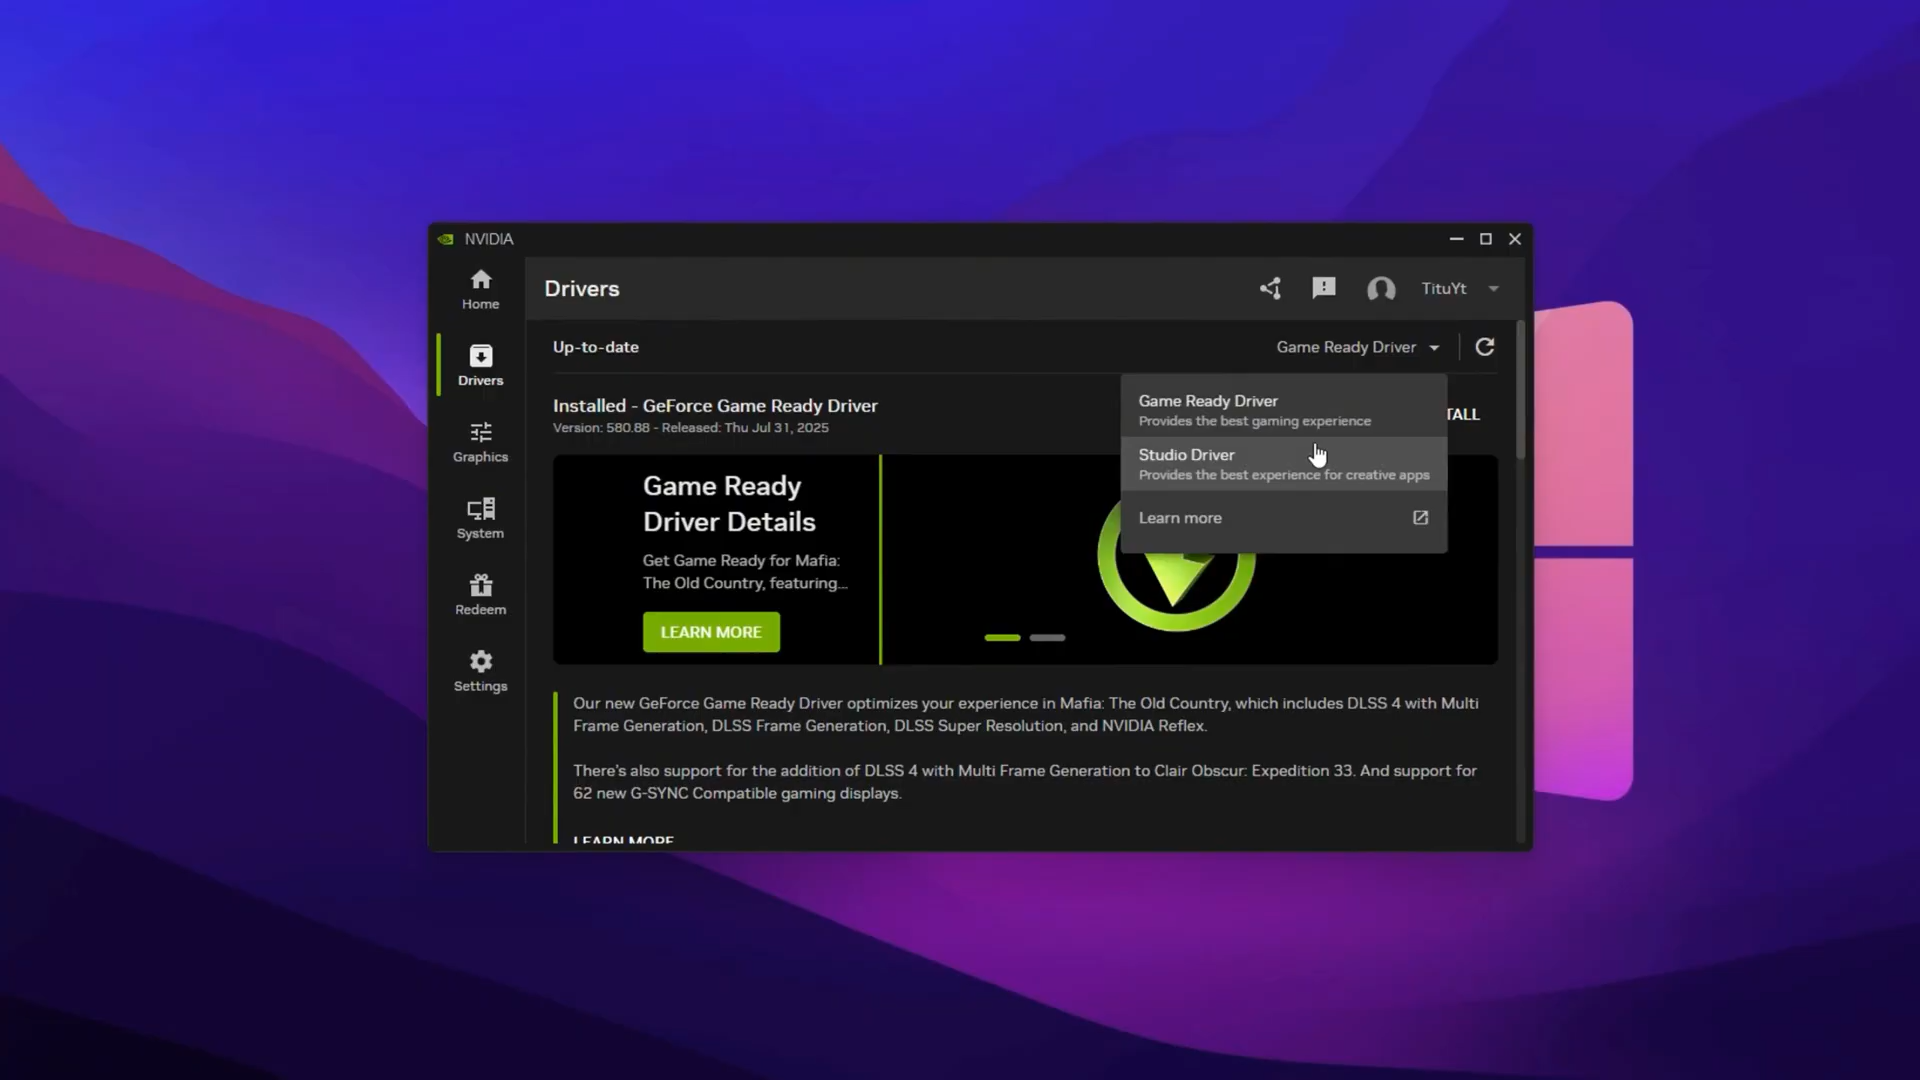 NVIDIA
Home
Drivers
Graphics
System
Redeem
Settings
Drivers
TituYt
Up-to-date
Game Ready Driver
Installed - GeForce Game Ready Driver
Version: 580.88 - Released: Thu Jul 31, 2025
TALL
Game Ready Driver
Provides the best gaming experience
Studio Driver
Provides the best experience for creative apps
Learn more
Game Ready
Driver Details
Get Game Ready for Mafia:
The Old Country, featuring...
LEARN MORE
Our new GeForce Game Ready Driver optimizes your experience in Mafia: The Old Country, which includes DLSS 4 with Multi
Frame Generation, DLSS Frame Generation, DLSS Super Resolution, and NVIDIA Reflex.
There's also support for the addition of DLSS 4 with Multi Frame Generation to Clair Obscur: Expedition 33. And support for
62 new G-SYNC Compatible gaming displays.
LEARN MORE